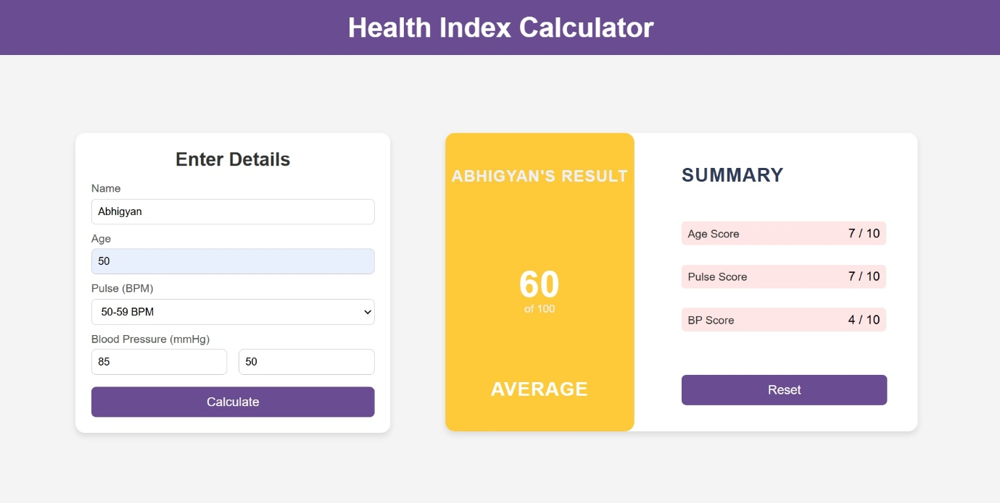 Health Index Calculator
Enter Details
Name
Abhigyan
Age
50
Pulse (BPM)
50-59 BPM
Blood Pressure (mmHg)
85 50
Calculate
ABHIGYAN'S RESULT
60
of 100
AVERAGE
SUMMARY
Age Score 7 / 10
Pulse Score 7 / 10
BP Score 4 / 10
Reset